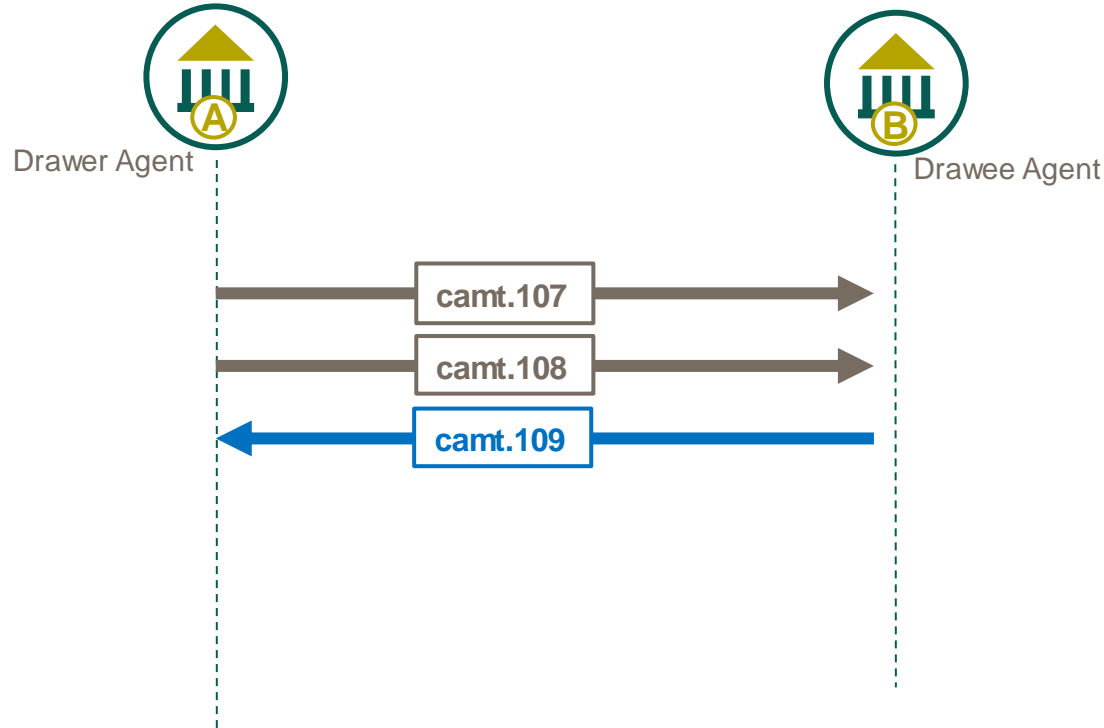 A
B
Drawer Agent
Drawee Agent
camt.107
camt.108
camt.109